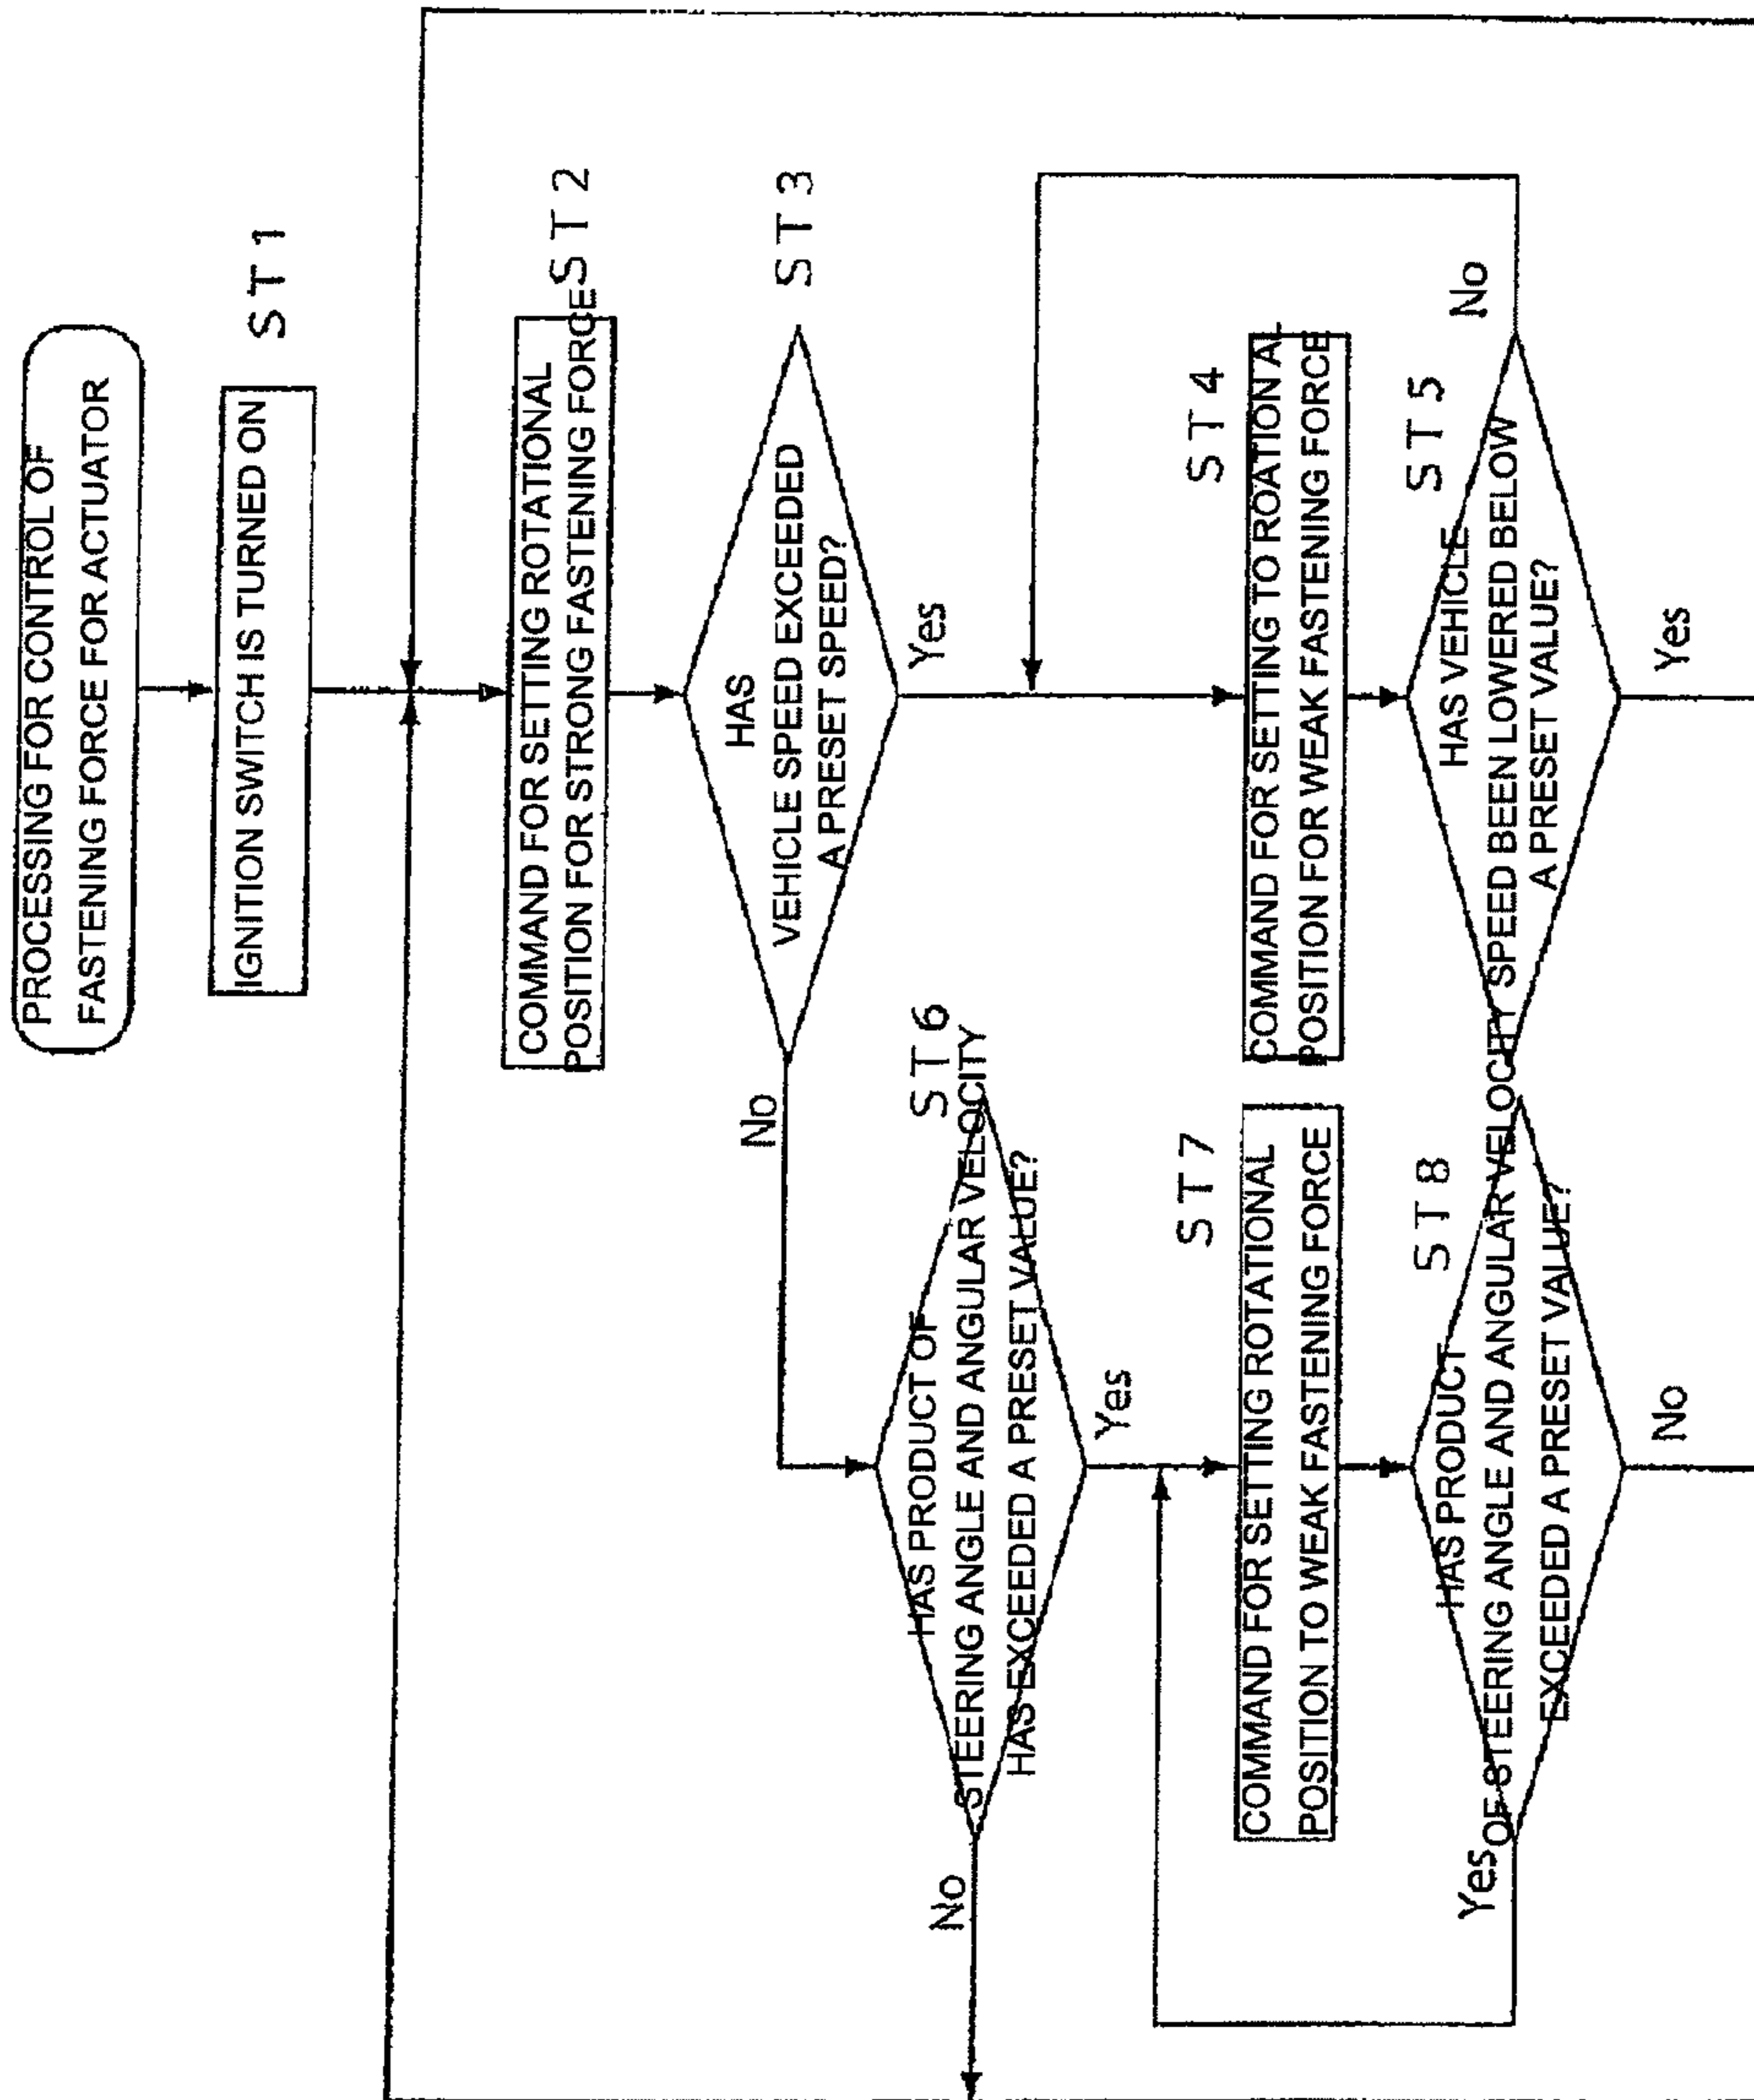 PROCESSING FOR CONTROL OF
FASTENING FORCE FOR ACTUATOR
IGNITION SWITCH IS TURNED ON
ST1
COMMAND FOR SETTING ROTATIONAL
POSITION FOR STRONG FASTENING FORCE
ST2
HAS
VEHICLE SPEED EXCEEDED
A PRESET SPEED?
ST3
No
Yes
HAS PRODUCT OF
STEERING ANGLE AND ANGULAR VELOCITY
HAS EXCEEDED A PRESET VALUE?
ST6
No
Yes
COMMAND FOR SETTING TO ROATION AL
POSITION FOR WEAK FASTENING FORCE
ST4
COMMAND FOR SETTING ROTATIONAL
POSITION TO WEAK FASTENING FORCE
ST7
HAS VEHICLE
SPEED BEEN LOWERED BELOW
A PRESET VALUE?
ST5
No
Yes
HAS PRODUCT
OF STEERING ANGLE AND ANGULAR VELOCITY
EXCEEDED A PRESET VALUE?
ST8
Yes
No